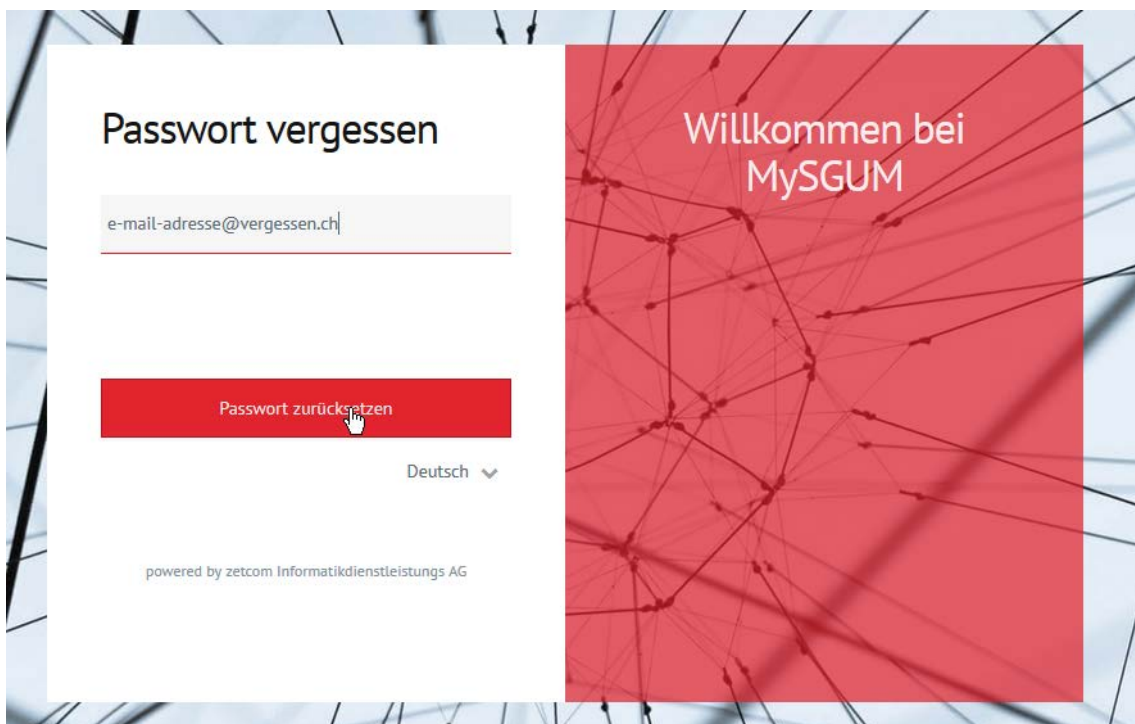 Passwort vergessen
e-mail-adresse@vergessen.ch
Passwort zurücksetzen
Deutsch
powered by zetcom Informatikdienstleistungs AG
Willkommen bei
MySGUM